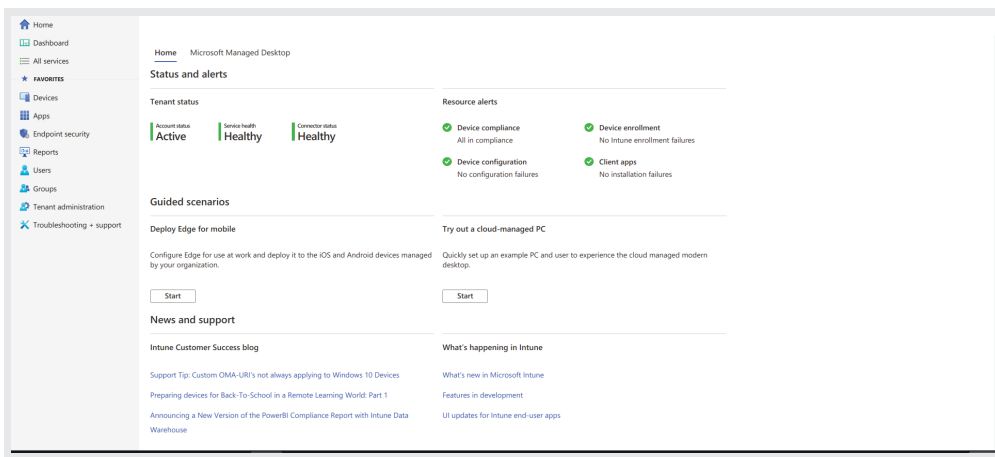 Home
Dashboard
All services
FAVORITES
Devices
Apps
Endpoint security
Reports
Users
Groups
Tenant administration
Troubleshooting + support
Home Microsoft Managed Desktop
Status and alerts
Tenant status
Account status
Active
Service health
Healthy
Connector status
Healthy
Resource alerts
Device compliance
All in compliance
Device enrollment
No Intune enrollment failures
Device configuration
No configuration failures
Client apps
No installation failures
Guided scenarios
Deploy Edge for mobile
Configure Edge for use at work and deploy it to the iOS and Android devices managed
by your organization.
Start
Try out a cloud-managed PC
Quickly set up an example PC and user to experience the cloud managed modern
desktop.
Start
News and support
Intune Customer Success blog
Support Tip: Custom OMA-URI's not always applying to Windows 10 Devices
Preparing devices for Back-To-School in a Remote Learning World: Part 1
Announcing a New Version of the PowerBI Compliance Report with Intune Data
Warehouse
What's happening in Intune
What's new in Microsoft Intune
Features in development
UI updates for Intune end-user apps